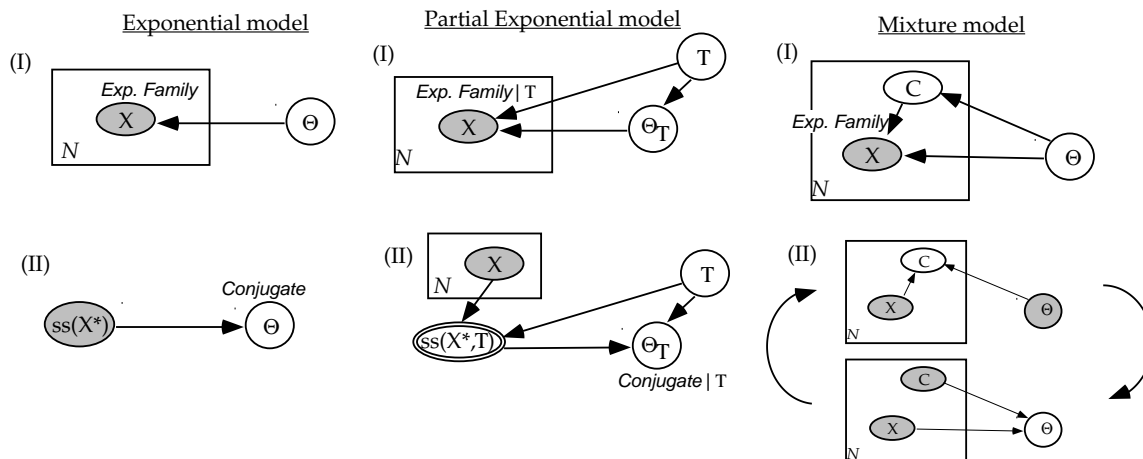 Exponential model
(I)
Exp. Family
X
Θ
N
(II)
Conjugate
ss(X*)
Θ
Partial Exponential model
(I)
T
Exp. Family | T
X
ΘT
N
(II)
X
N
T
ss(X*,T)
ΘT
Conjugate | T
Mixture model
(I)
C
Exp. Family
X
Θ
N
(II)
C
X
Θ
N
C
X
Θ
N